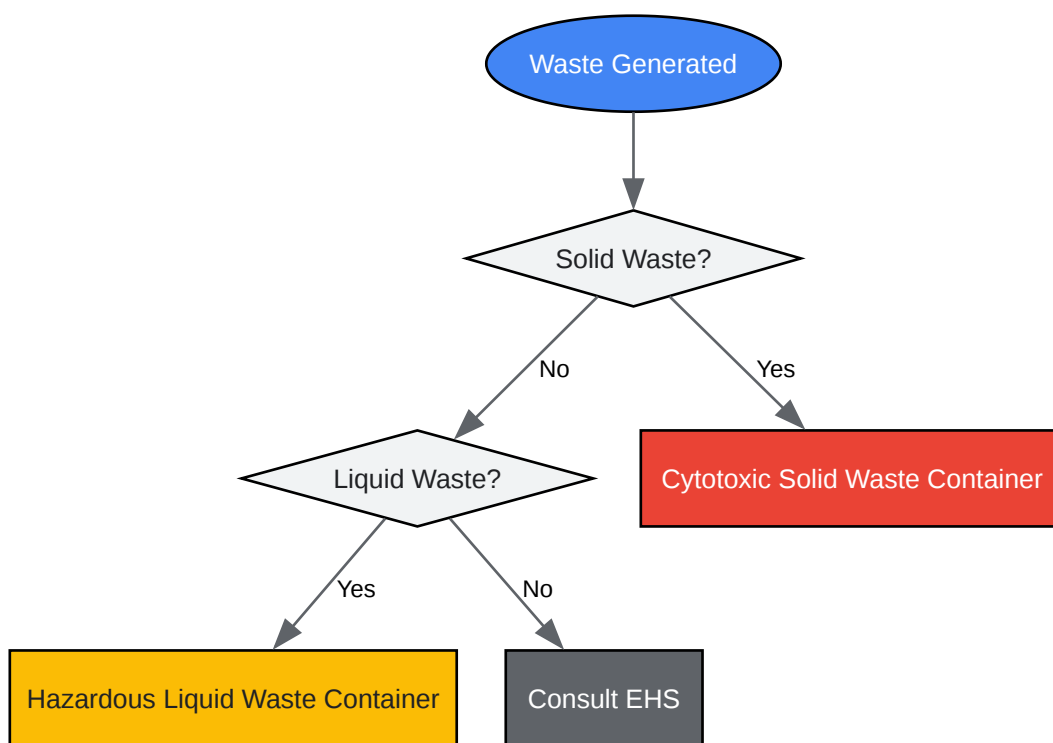 Waste Generated
Solid Waste?
No
Yes
Liquid Waste?
Cytotoxic Solid Waste Container
Yes
No
Hazardous Liquid Waste Container
Consult EHS